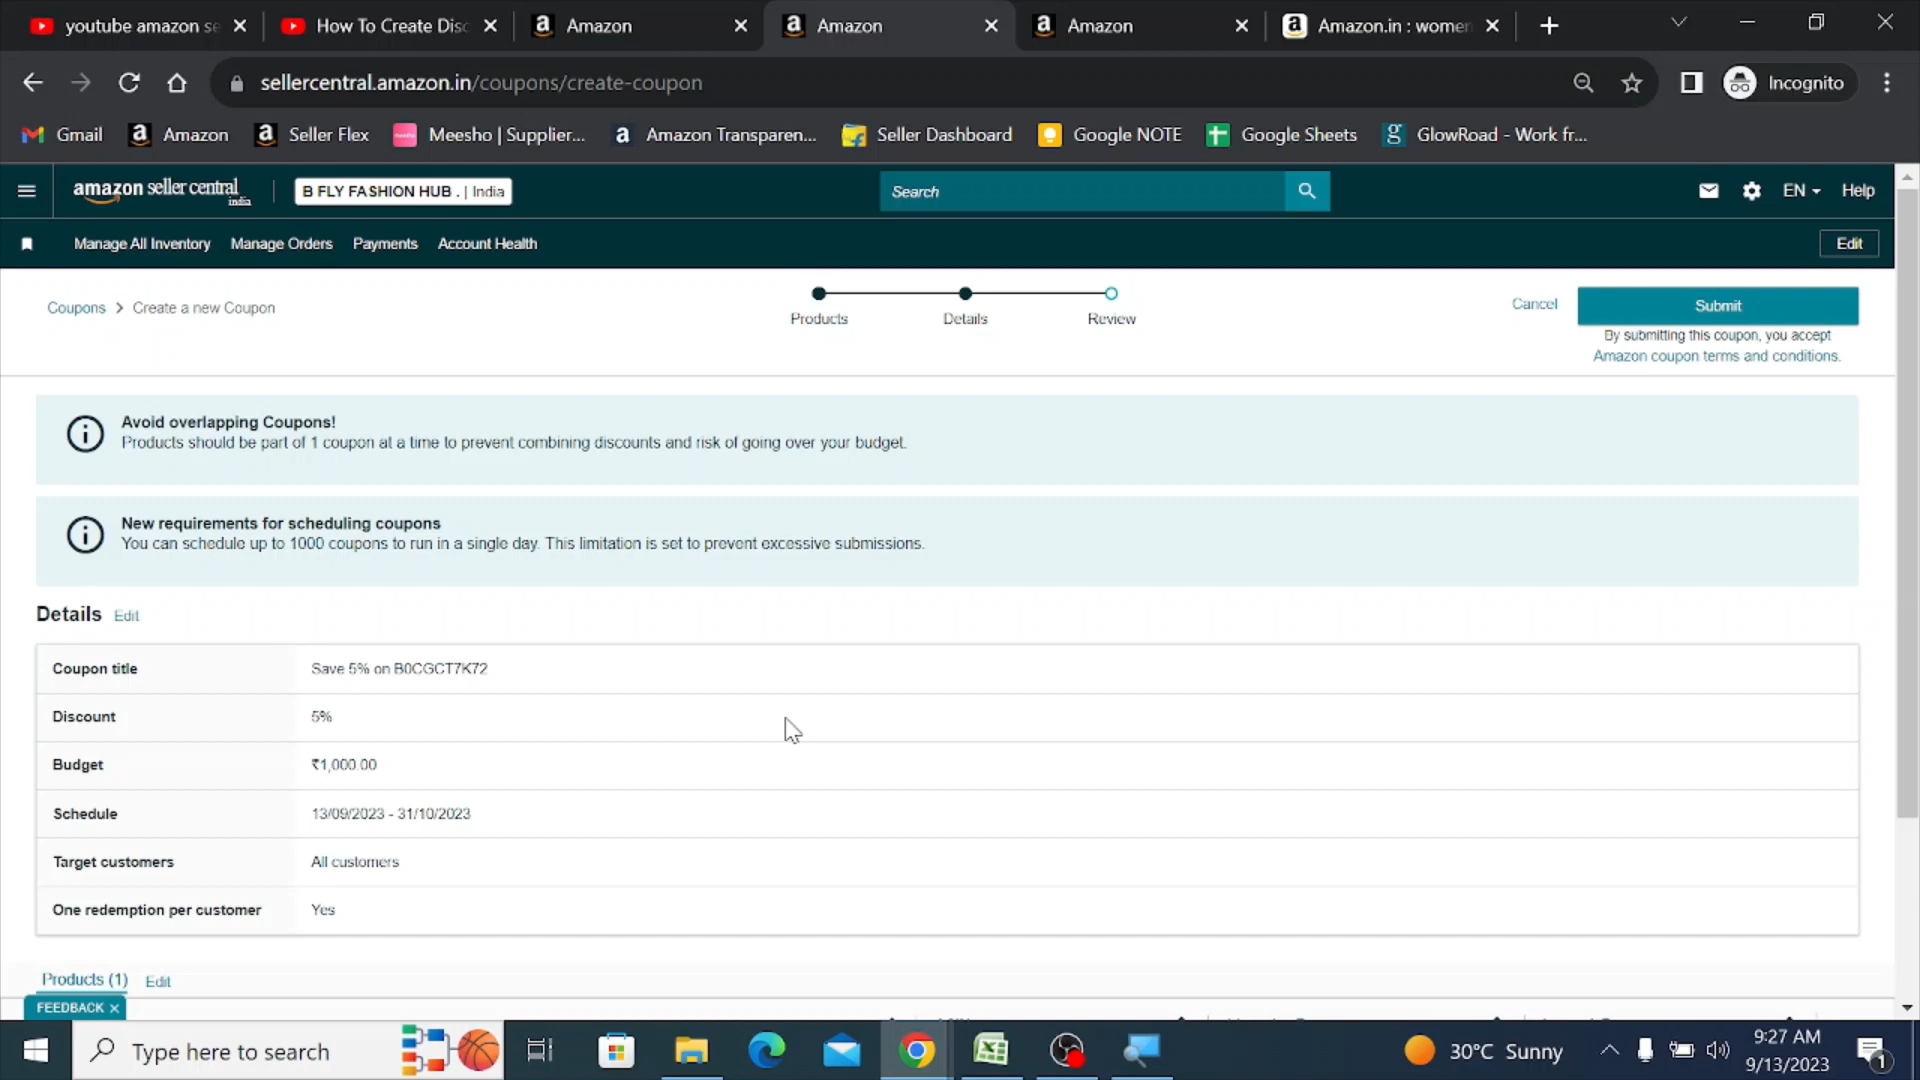 youtube amazon se
How To Create Disc
Amazon
Amazon
Amazon
Amazon.in : women
sellercentral.amazon.in/coupons/create-coupon
Incognito
Gmail
Amazon
Seller Flex
Meesho | Supplier...
Amazon Transparen...
Seller Dashboard
Google NOTE
Google Sheets
GlowRoad - Work fr...
amazon seller central
india
B FLY FASHION HUB . | India
Search
EN
Help
Manage All Inventory
Manage Orders
Payments
Account Health
Edit
Coupons > Create a new Coupon
Products
Details
Review
Cancel
Submit
By submitting this coupon, you accept
Amazon coupon terms and conditions.
Avoid overlapping Coupons!
Products should be part of 1 coupon at a time to prevent combining discounts and risk of going over your budget.
New requirements for scheduling coupons
You can schedule up to 1000 coupons to run in a single day. This limitation is set to prevent excessive submissions.
Details Edit
Coupon title Save 5% on B0CGCT7K72
Discount 5%
Budget ₹1,000.00
Schedule 13/09/2023 - 31/10/2023
Target customers All customers
One redemption per customer Yes
Products (1) Edit
FEEDBACK
Type here to search
30°C Sunny
9:27 AM
9/13/2023
1